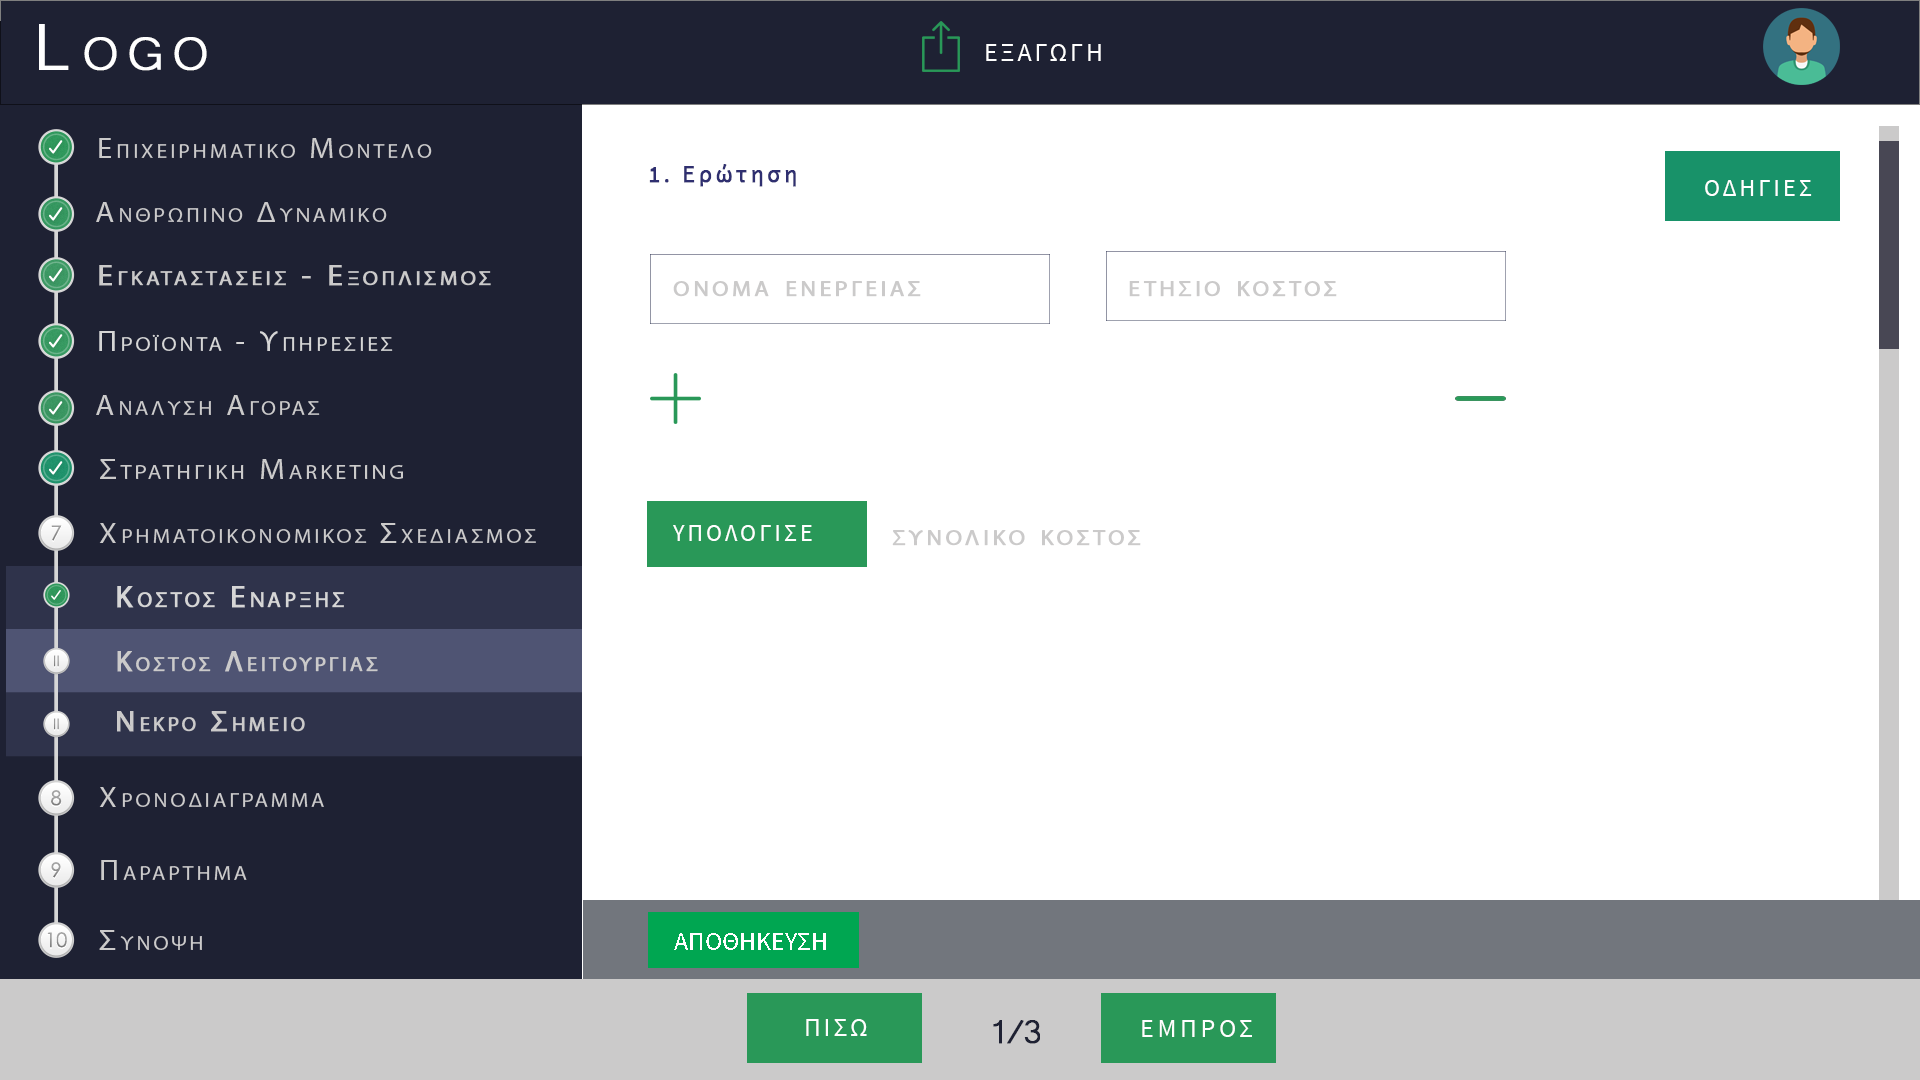 Logo
ΕΞΑΓΩΓΗ
Επιχειρηματικο Μοντελο
Ανθρωπινο Δυναμικο
Εγκαταστασεις - Εξοπλισμος
Προϊοντα - Υπηρεσιες
Αναλυση Αγορας
Στρατηγικη Marketing
7 Χρηματοικονομικος Σχεδιασμος
Κοστος Εναρξης
II Κοστος Λειτουργιας
II Νεκρο Σημειο
8 Χρονοδιαγραμμα
9 Παραρτημα
10 Συνοψη
1. Ερώτηση
ΟΔΗΓΙΕΣ
ΟΝΟΜΑ ΕΝΕΡΓΕΙΑΣ
ΕΤΗΣΙΟ ΚΟΣΤΟΣ
ΥΠΟΛΟΓΙΣΕ
ΣΥΝΟΛΙΚΟ ΚΟΣΤΟΣ
ΑΠΟΘΗΚΕΥΣΗ
ΠΙΣΩ
1/3
ΕΜΠΡΟΣ